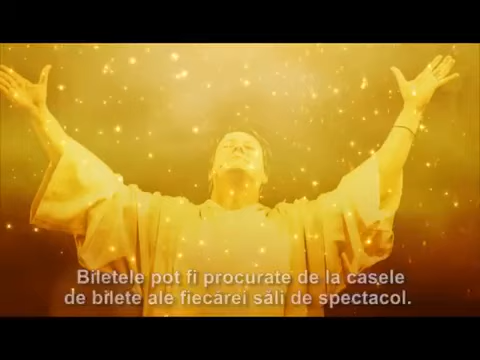 Biletele pot fi procurate de la casele
de bilete ale fiecărei săli de spectacol.